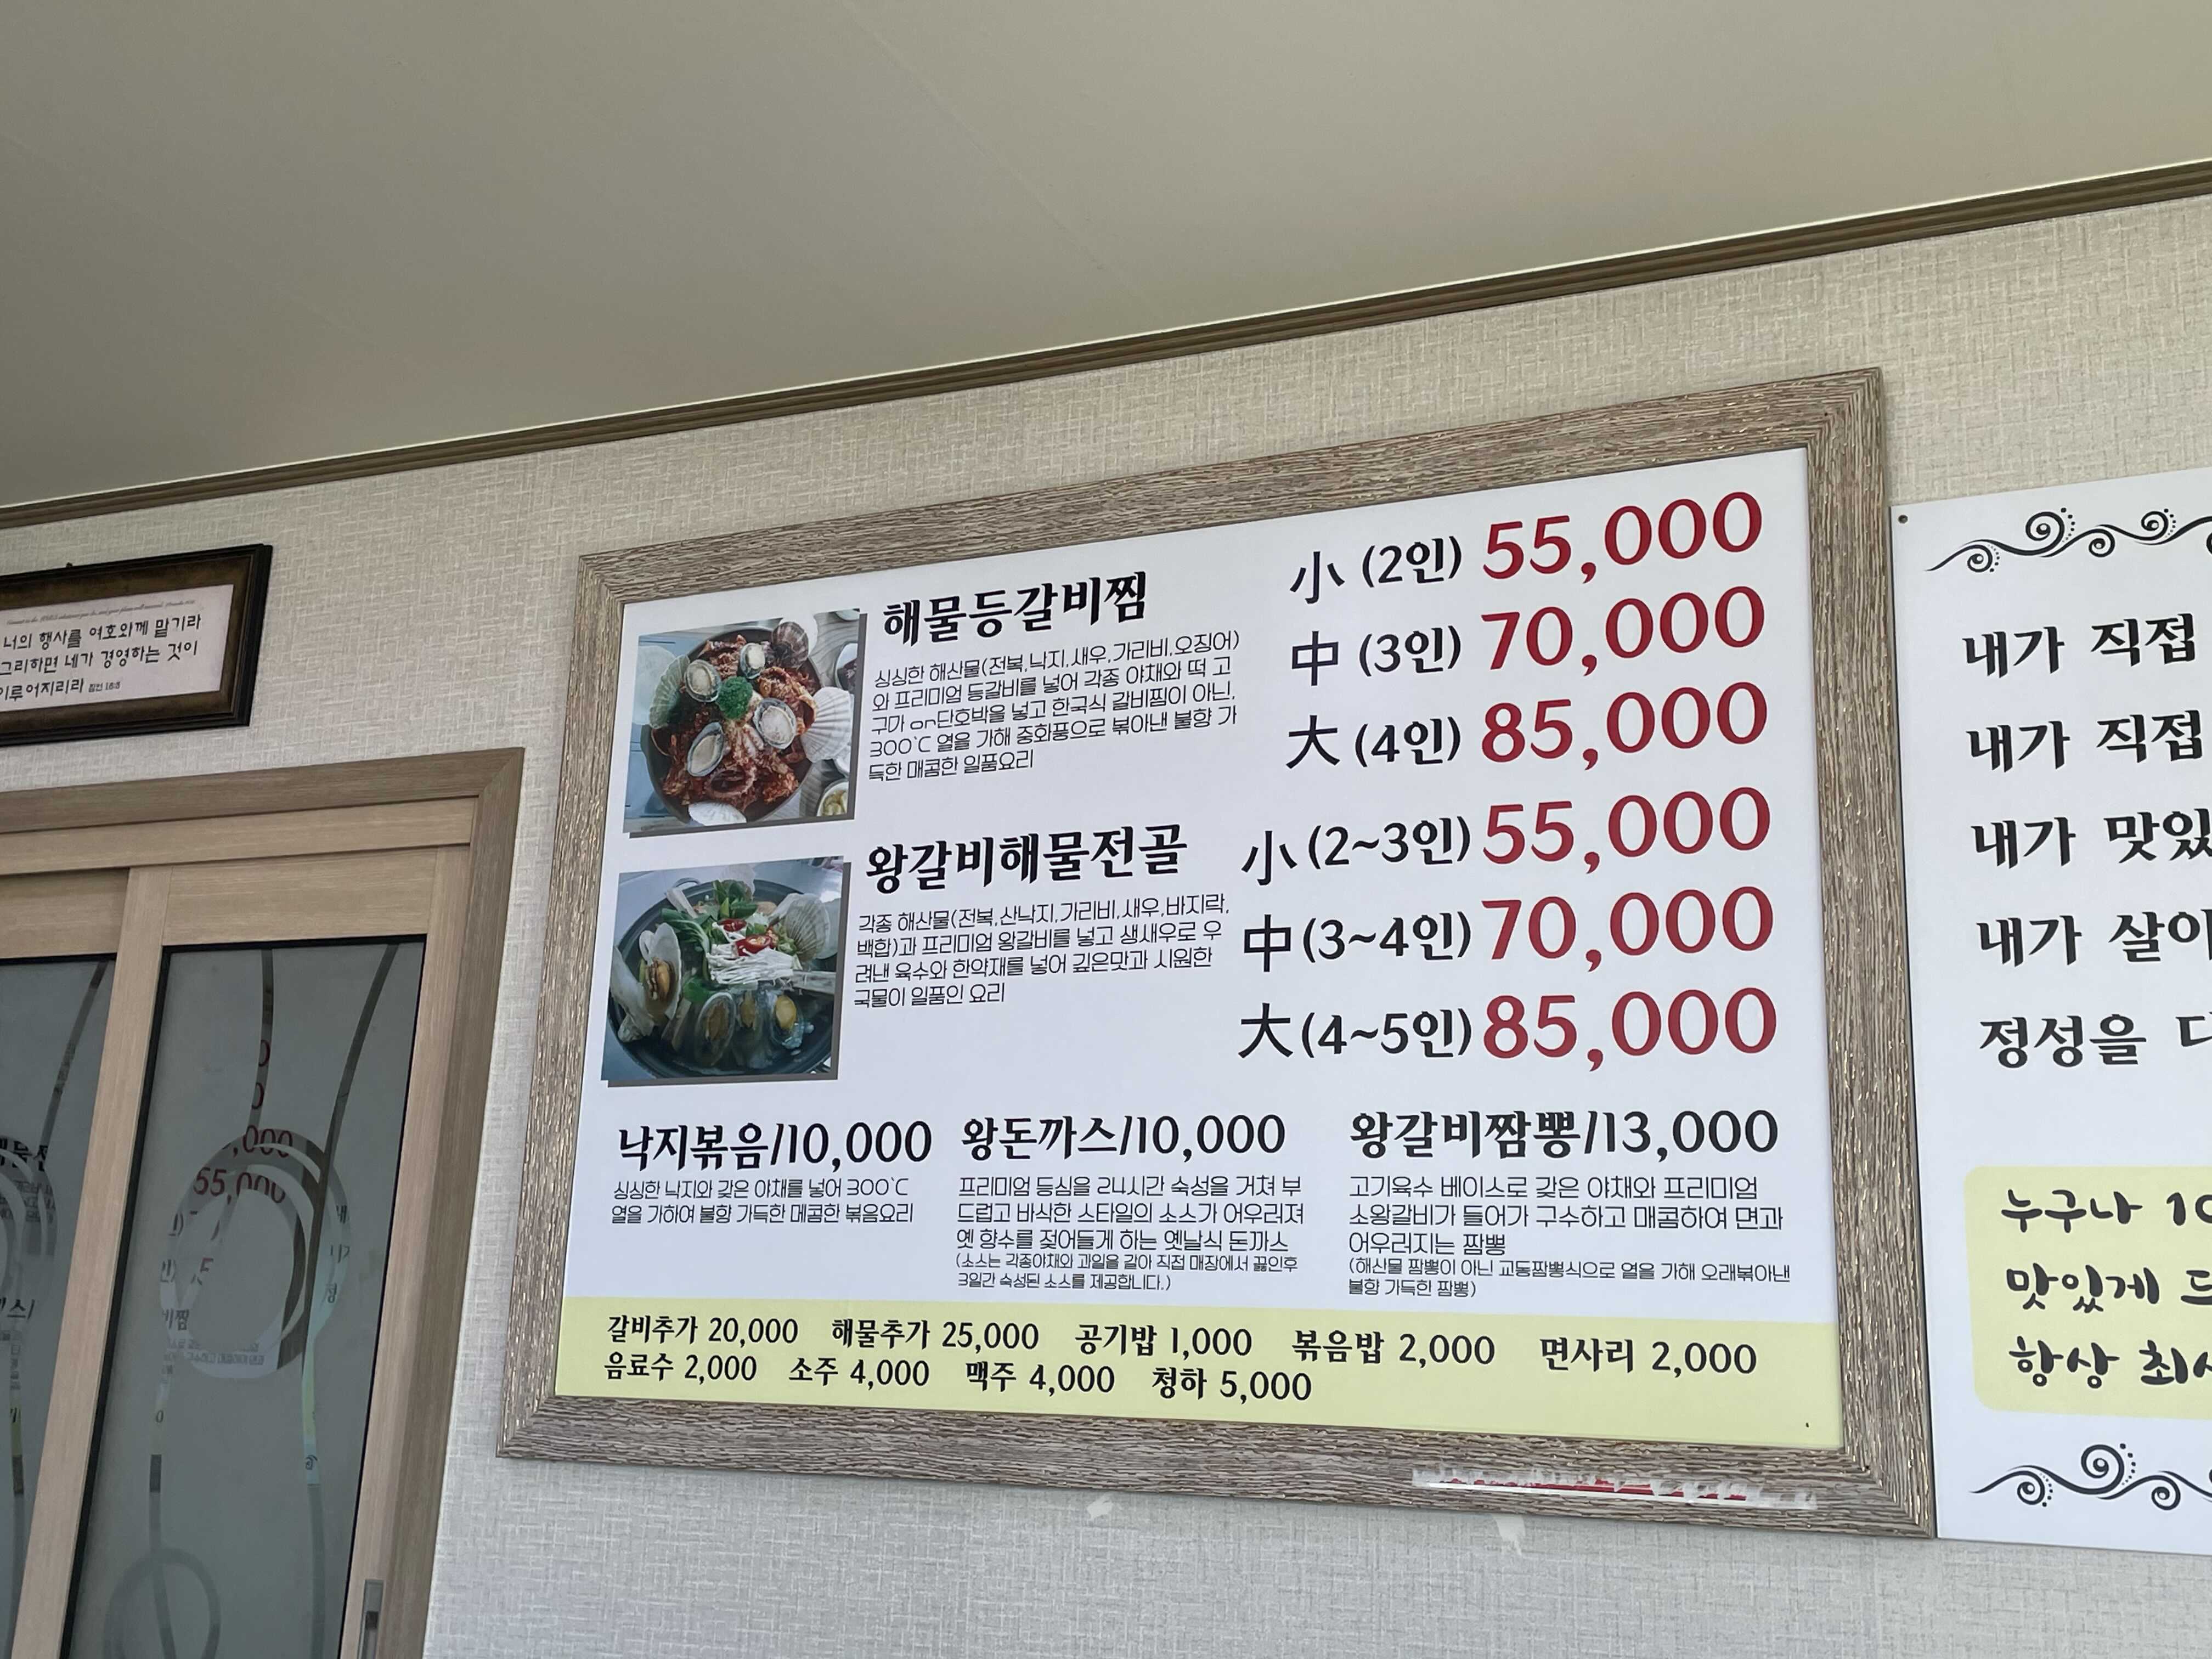 너의 행사를 여호와께 맡기라
그리하면 네가 경영하는 것이
이루어지리라 잠언 16:3
해물등갈비찜
싱싱한 해산물(전복,낙지,새우,가리비,오징어)
와 프리미엄 등갈비를 넣어 각종 야채와 떡 고
구마 or단호박을 넣고 한국식 갈비찜이 아닌,
300℃ 열을 가해 중화풍으로 볶아낸 불향 가
득한 매콤한 일품요리
小 (2인) 55,000
中 (3인) 70,000
大 (4인) 85,000
왕갈비해물전골
각종 해산물(전복,산낙지,가리비,새우,바지락,
백합)과 프리미엄 왕갈비를 넣고 생새우로 우
려낸 육수와 한약재를 넣어 깊은맛과 시원한
국물이 일품인 요리
小 (2~3인) 55,000
中 (3~4인) 70,000
大 (4~5인) 85,000
낙지볶음/10,000
싱싱한 낙지와 갖은 야채를 넣어 300℃
열을 가하여 불향 가득한 메콤한 볶음요리
왕돈까스/10,000
프리미엄 등심을 24시간 숙성을 거쳐 부
드럽고 바삭한 스타일의 소스가 어우러져
옛 향수를 젖어들게 하는 옛날식 돈까스
(소스는 각종야채와 과일을 갈아 직접 매장에서 끓인후
3일간 숙성된 소스를 제공합니다.)
왕갈비짬뽕/13,000
고기육수 베이스로 갖은 야채와 프리미엄
소왕갈비가 들어가 구수하고 매콤하여 면과
어우러지는 짬뽕
(해산물 짬뽕이 아닌 교동짬뽕식으로 열을 가해 오래볶아낸
불향 가득한 짬뽕)
갈비추가 20,000 해물추가 25,000 공기밥 1,000 볶음밥 2,000 면사리 2,000
음료수 2,000 소주 4,000 맥주 4,000 청하 5,000
내가 직접
내가 직접
내가
내가
정성을
누구나
맛있게
항상